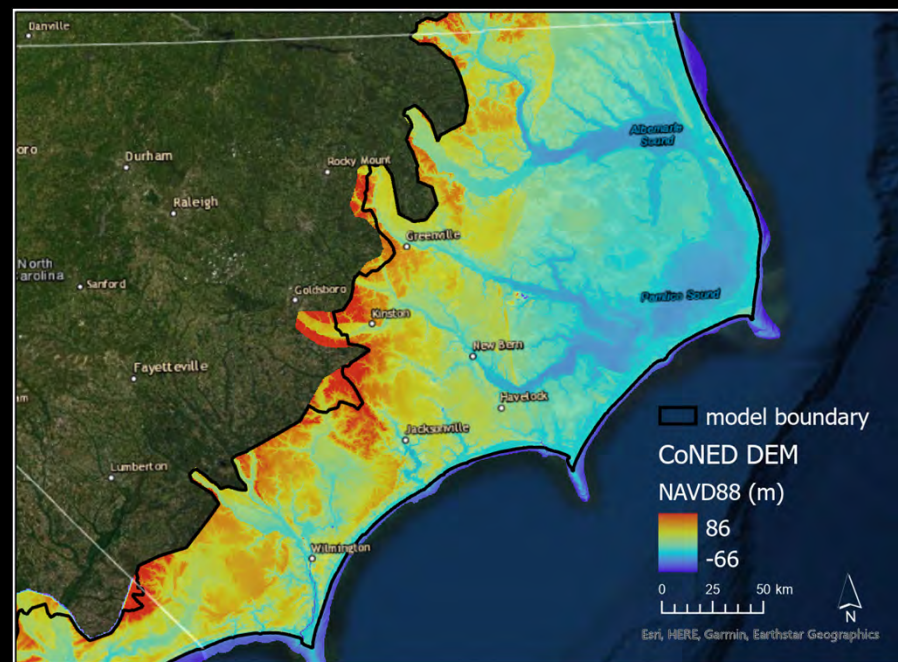 Danville
Albemarle
Sound
oro
Durham
Rocky Mount
Raleigh
Greenville
North
Carolina
Sanford
Goldsboro
Pamlico Sound
Kinston
New Bern
Fayetteville
Havelock
model boundary
am
Jacksonville
CoNED DEM
Lumberton
NAVD88 (m)
86
-66
Wilmington
0 25 50 km
N
Esri, HERE, Garmin, Earthstar Geographics